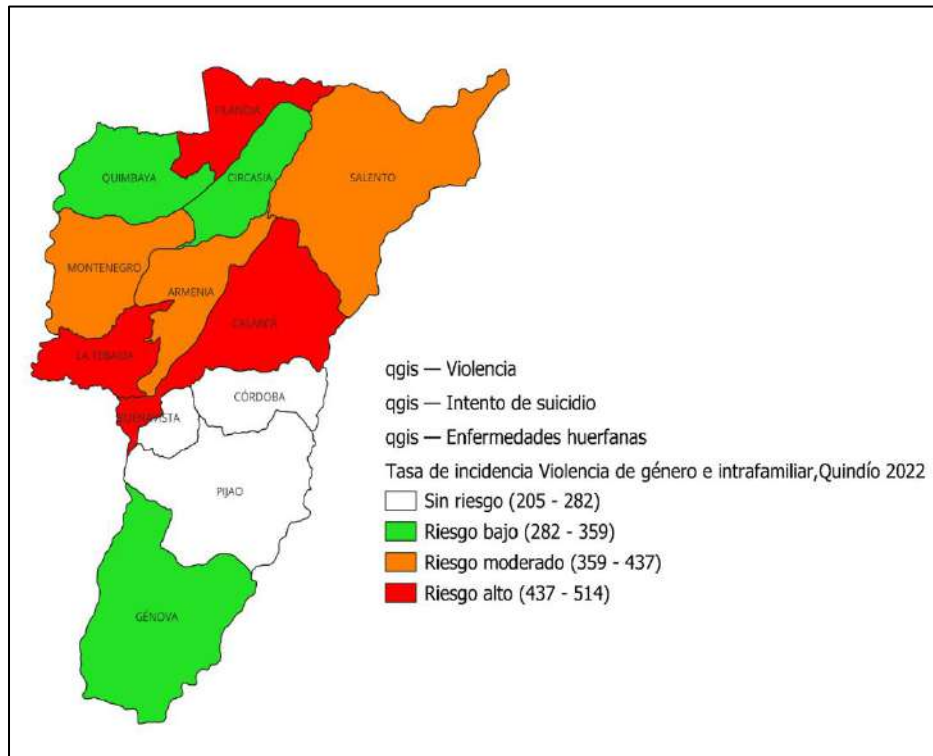 FILANDIA
QUIMBAYA
CIRCASIA
SALENTO
MONTENEGRO
ARMENIA
CALARCÁ
LA TEBAIDA
CÓRDOBA
BUENAVISTA
PIJAO
GÉNOVA
qgis — Violencia
qgis — Intento de suicidio
qgis — Enfermedades huerfanas
Tasa de incidencia Violencia de género e intrafamiliar,Quindío 2022
Sin riesgo (205 - 282)
Riesgo bajo (282 - 359)
Riesgo moderado (359 - 437)
Riesgo alto (437 - 514)